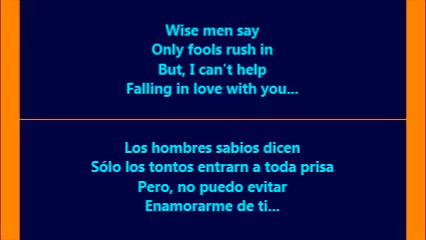 Wise men say
Only fools rush in
But, I can't help
Falling in love with you...
Los hombres sabios dicen
Sólo los tontos entrarn a toda prisa
Pero, no puedo evitar
Enamorarme de ti...